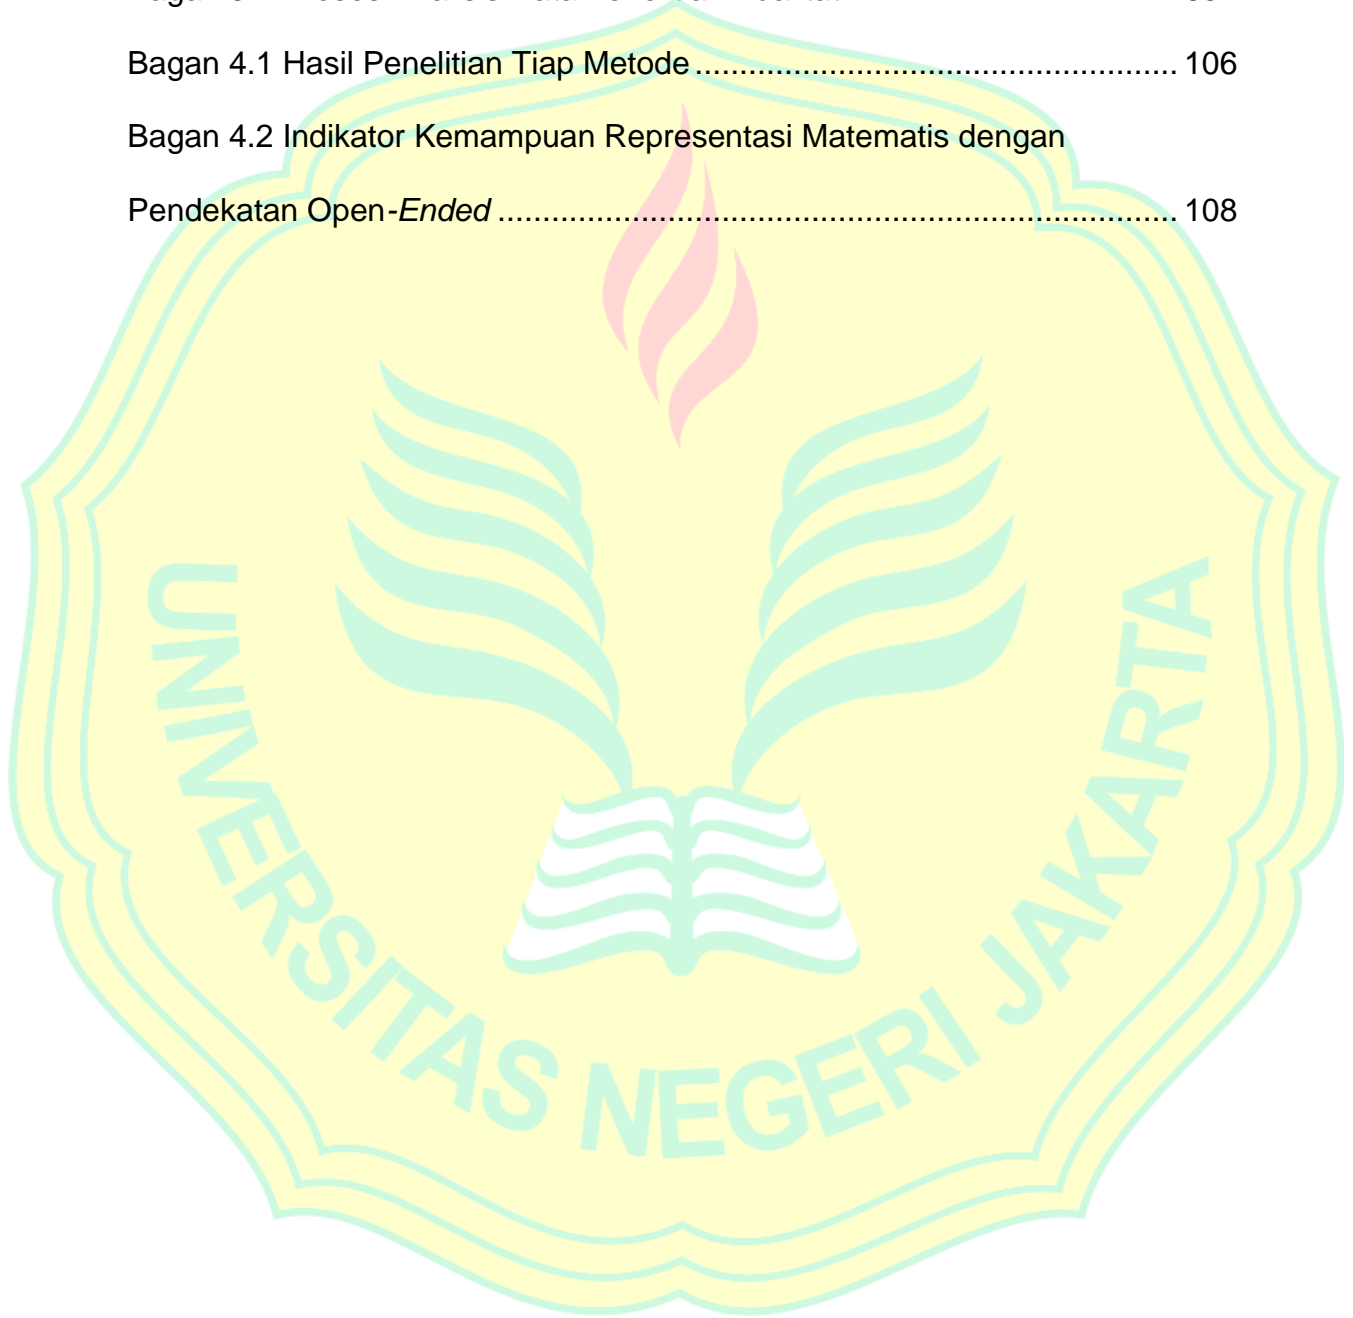 Bagan 4.1 Hasil Penelitian Tiap Metode ...................................................... 106
Bagan 4.2 Indikator Kemampuan Representasi Matematis dengan
Pendekatan Open-Ended ............................................................................ 108
UNIVERSITAS NEGERI JAKARTA